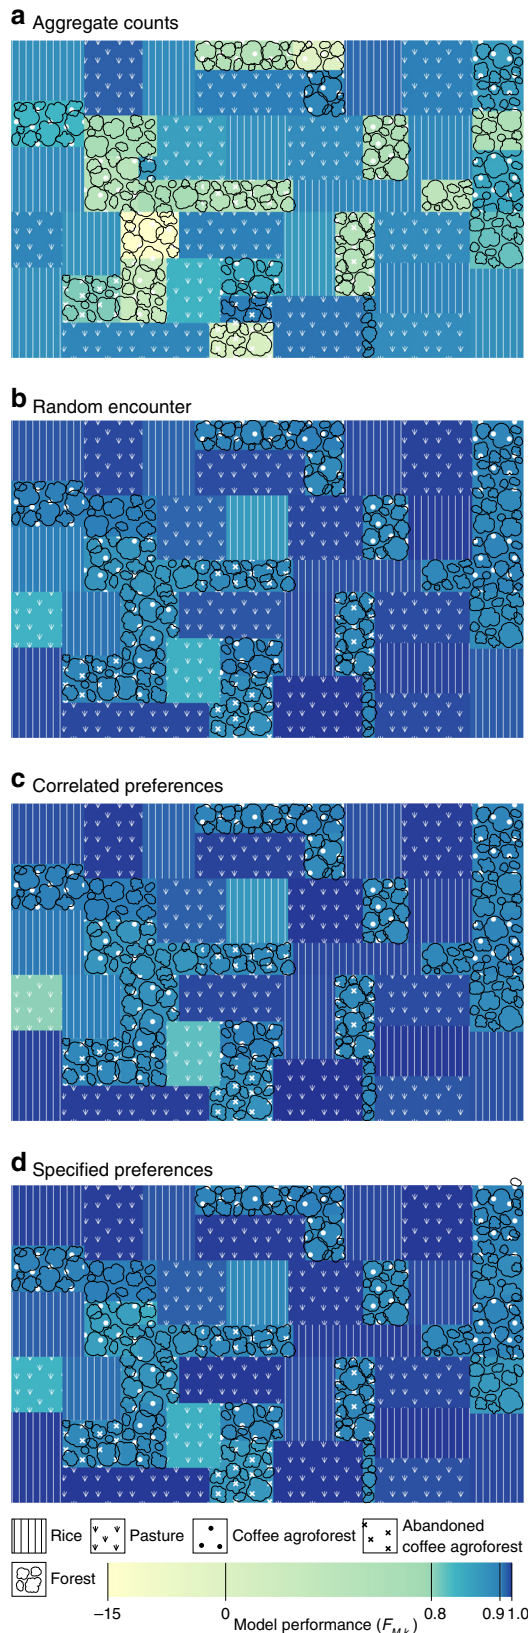 a Aggregate counts
b Random encounter
c Correlated preferences
d Specified preferences
Rice
Pasture
Coffee agroforest
Abandoned
coffee agroforest
Forest
–15
0
0.8
0.9
1.0
Model performance (F_M,k)